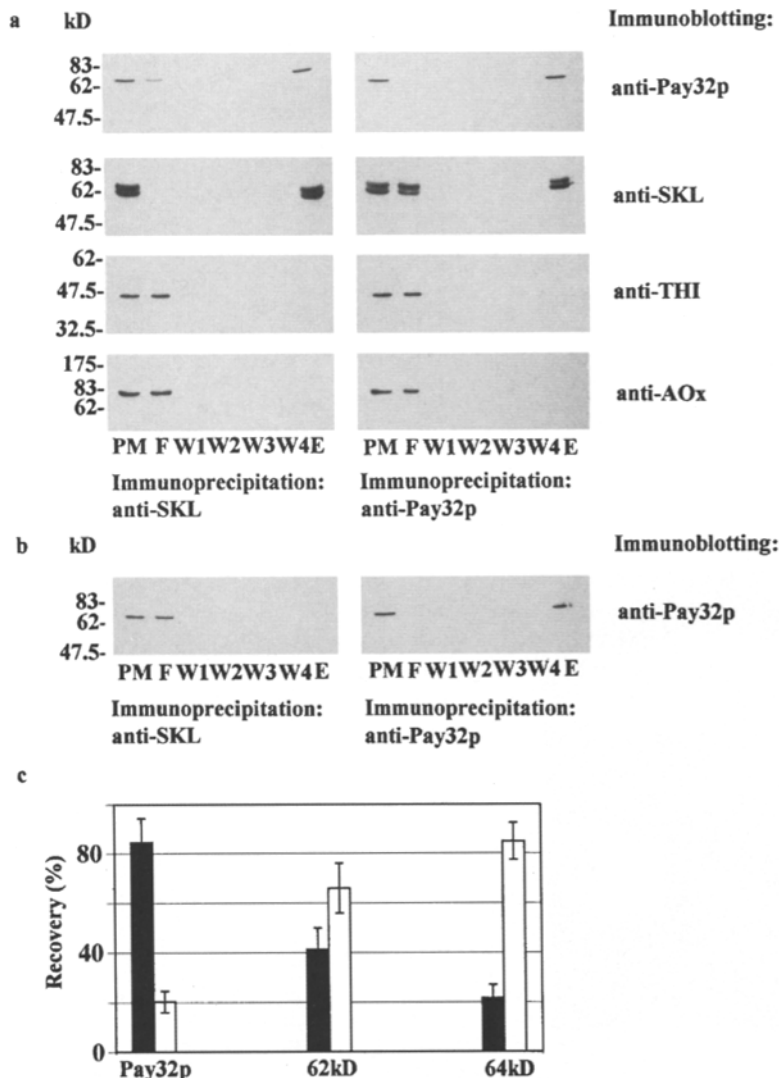 a kD Immunoblotting:
83-
62-
47.5-
anti-Pay32p
83-
62-
47.5-
anti-SKL
62-
47.5-
32.5-
anti-THI
175-
83-
62-
anti-AOx
PM F W1W2W3W4E PM F W1W2W3W4E
Immunoprecipitation: Immunoprecipitation:
anti-SKL anti-Pay32p
b kD Immunoblotting:
83-
62-
47.5-
anti-Pay32p
PM F W1W2W3W4E PM F W1W2W3W4E
Immunoprecipitation: Immunoprecipitation:
anti-SKL anti-Pay32p
c
Recovery (%)
80
40
0
Pay32p 62kD 64kD